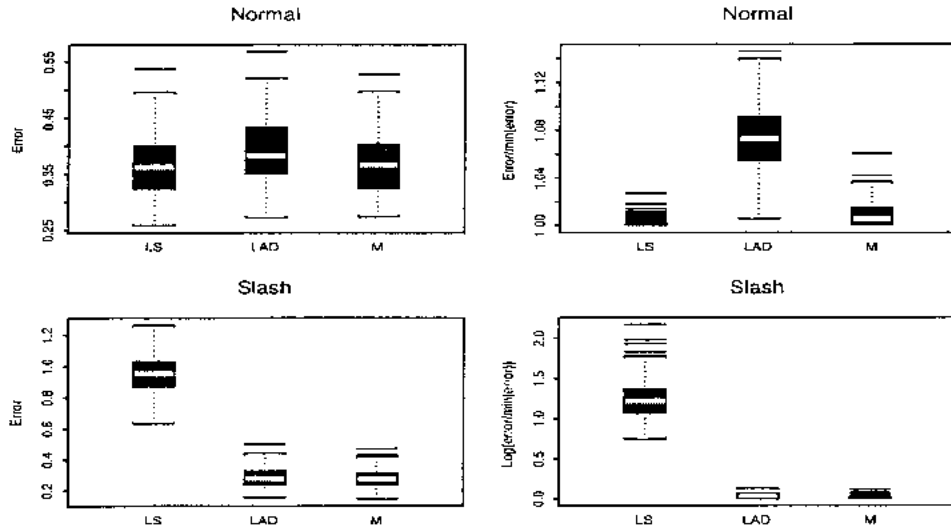 Normal
Error
0.55
0.45
0.35
0.25
LS
LAD
M
Normal
Error/min(error)
1.12
1.08
1.04
1.00
LS
LAD
M
Slash
Error
1.2
1.0
0.8
0.6
0.4
0.2
LS
LAD
M
Slash
Log(error/min(error))
2.0
1.5
1.0
0.5
0.0
LS
LAD
M